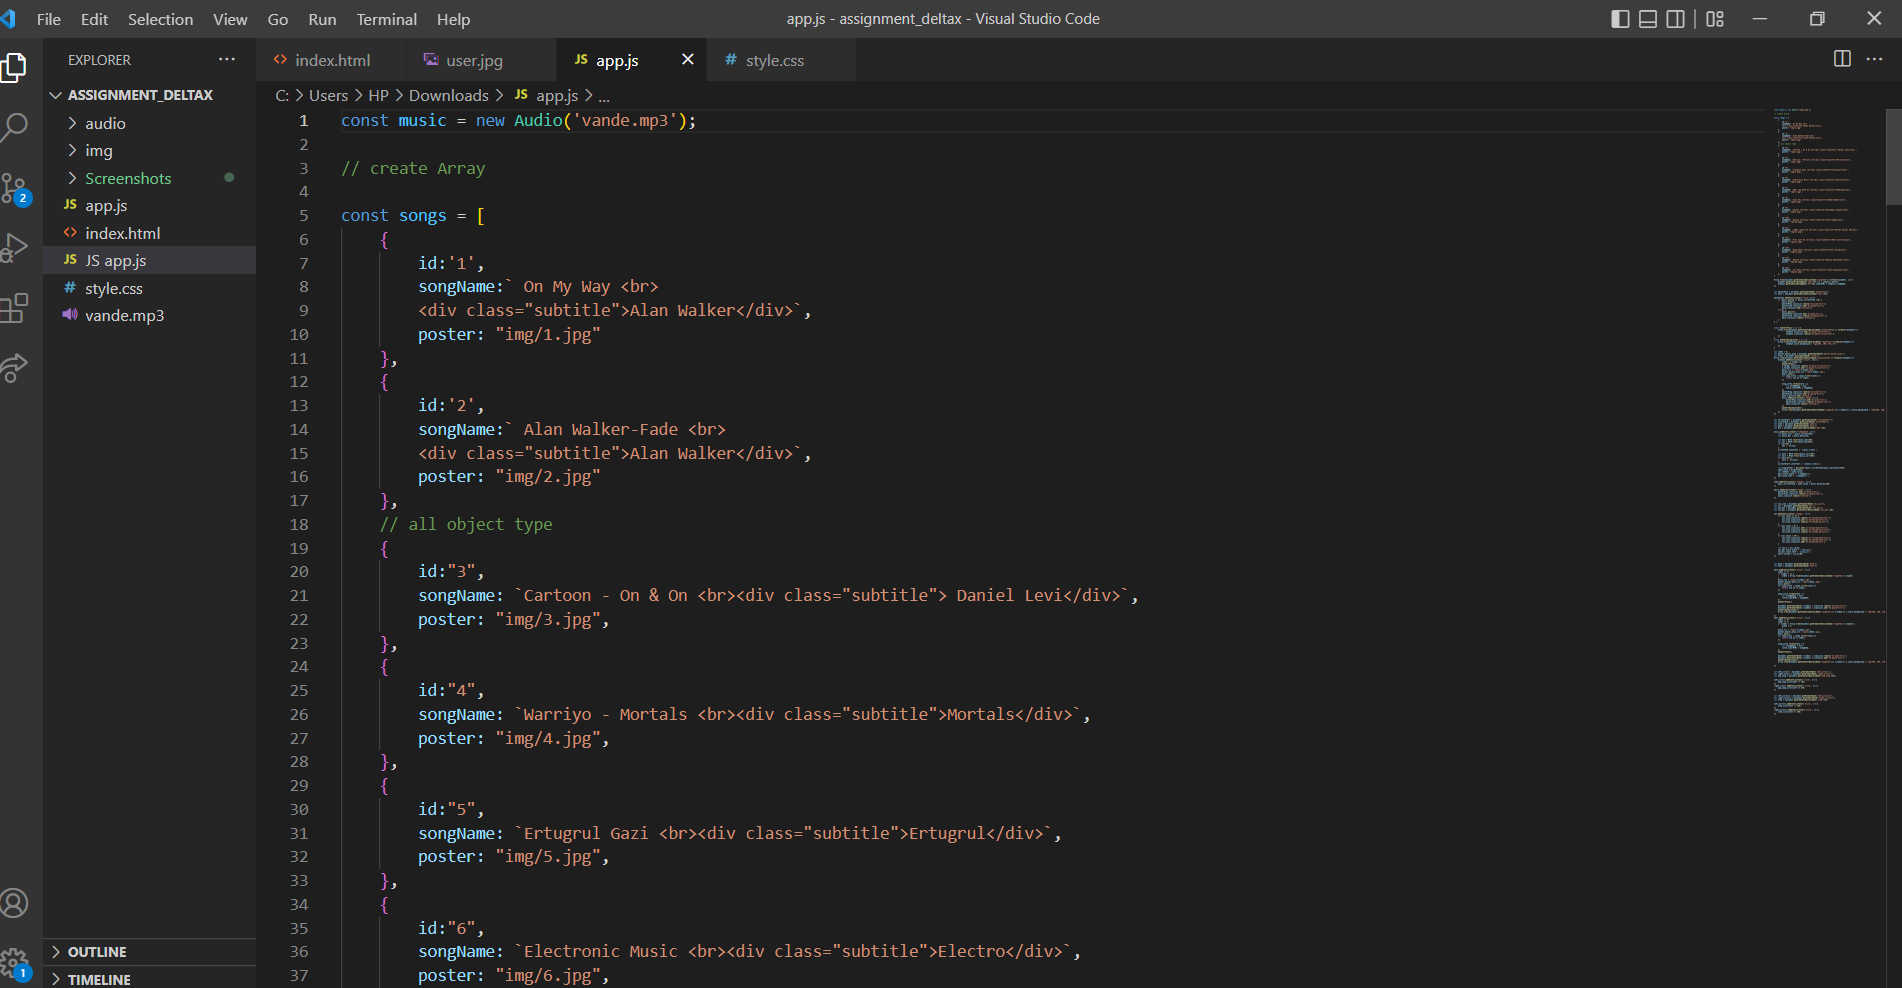 File Edit Selection View Go Run Terminal Help
app.js - assignment_deltax - Visual Studio Code
EXPLORER
index.html
user.jpg
JS app.js
# style.css
C: > Users > HP > Downloads > JS app.js > ...
ASSIGNMENT_DELTAX
audio
img
Screenshots
JS app.js
index.html
JS JS app.js
# style.css
vande.mp3
2
1
OUTLINE
TIMELINE
1 const music = new Audio('vande.mp3');
2
3 // create Array
4
5 const songs = [
6 {
7 id:'1',
8 songName:` On My Way <br>
9 <div class="subtitle">Alan Walker</div>`,
10 poster: "img/1.jpg"
11 },
12 {
13 id:'2',
14 songName:` Alan Walker-Fade <br>
15 <div class="subtitle">Alan Walker</div>`,
16 poster: "img/2.jpg"
17 },
18 // all object type
19 {
20 id:"3",
21 songName: `Cartoon - On & On <br><div class="subtitle"> Daniel Levi</div>`,
22 poster: "img/3.jpg",
23 },
24 {
25 id:"4",
26 songName: `Warriyo - Mortals <br><div class="subtitle">Mortals</div>`,
27 poster: "img/4.jpg",
28 },
29 {
30 id:"5",
31 songName: `Ertugrul Gazi <br><div class="subtitle">Ertugrul</div>`,
32 poster: "img/5.jpg",
33 },
34 {
35 id:"6",
36 songName: `Electronic Music <br><div class="subtitle">Electro</div>`,
37 poster: "img/6.jpg",